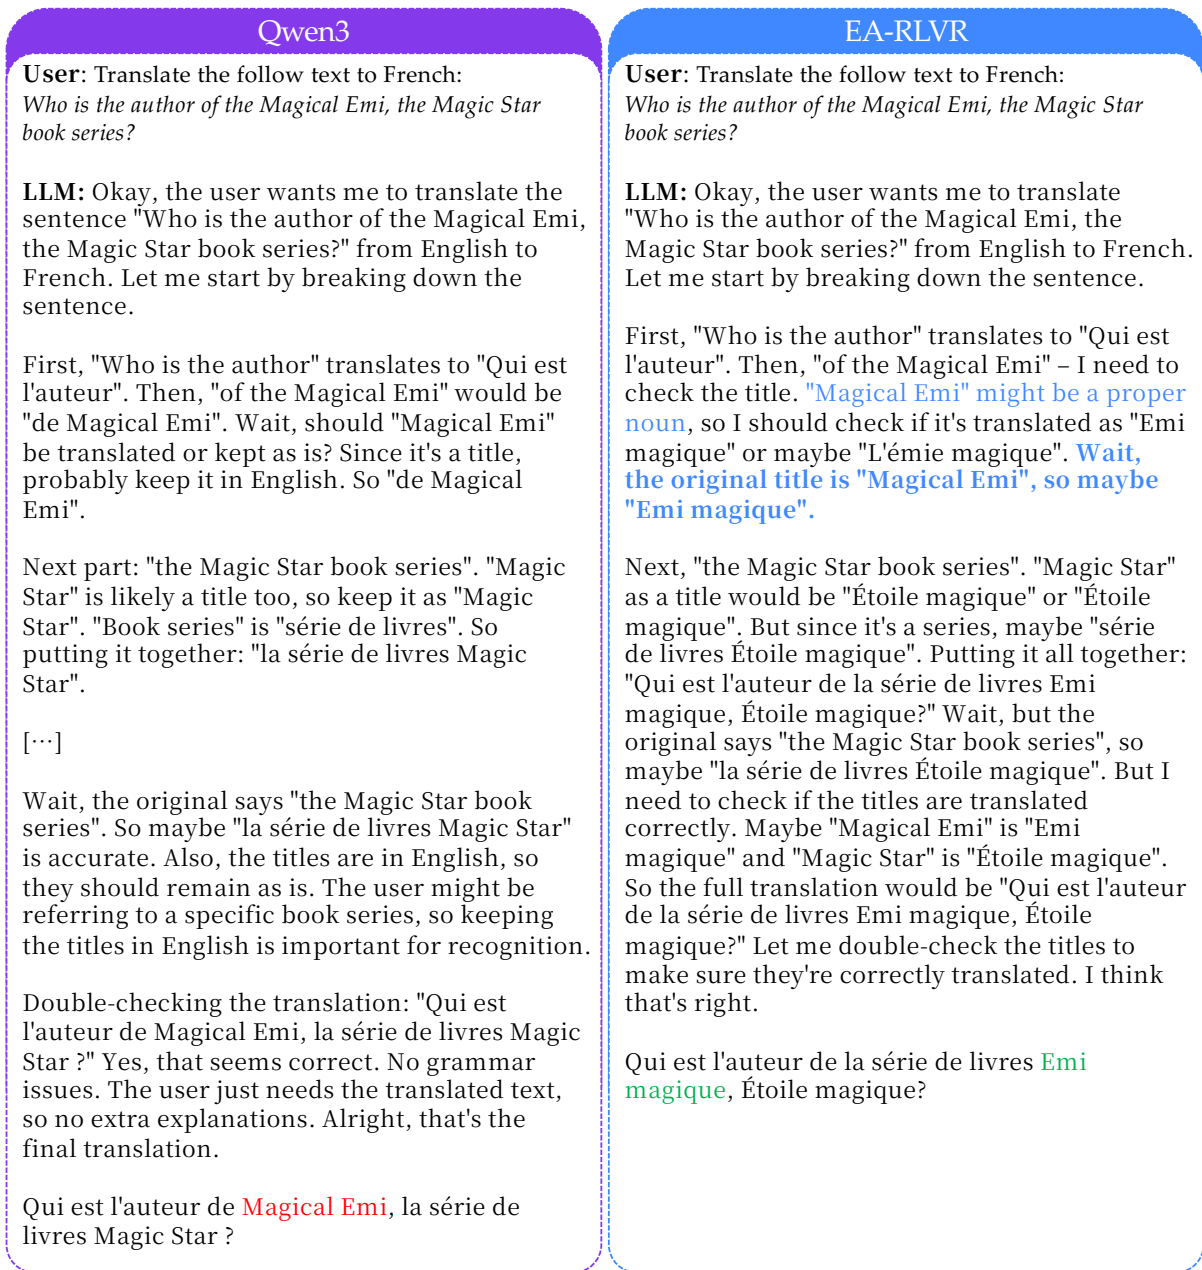 Qwen3
User: Translate the follow text to French:
Who is the author of the Magical Emi, the Magic Star
book series?
LLM: Okay, the user wants me to translate the
sentence "Who is the author of the Magical Emi,
the Magic Star book series?" from English to
French. Let me start by breaking down the
sentence.
First, "Who is the author" translates to "Qui est
l'auteur". Then, "of the Magical Emi" would be
"de Magical Emi". Wait, should "Magical Emi"
be translated or kept as is? Since it's a title,
probably keep it in English. So "de Magical
Emi".
Next part: "the Magic Star book series". "Magic
Star" is likely a title too, so keep it as "Magic
Star". "Book series" is "série de livres". So
putting it together: "la série de livres Magic
Star".
[⋯]
Wait, the original says "the Magic Star book
series". So maybe "la série de livres Magic Star"
is accurate. Also, the titles are in English, so
they should remain as is. The user might be
referring to a specific book series, so keeping
the titles in English is important for recognition.
Double-checking the translation: "Qui est
l'auteur de Magical Emi, la série de livres Magic
Star ?" Yes, that seems correct. No grammar
issues. The user just needs the translated text,
so no extra explanations. Alright, that's the
final translation.
Qui est l'auteur de Magical Emi, la série de
livres Magic Star ?
EA-RLVR
User: Translate the follow text to French:
Who is the author of the Magical Emi, the Magic Star
book series?
LLM: Okay, the user wants me to translate
"Who is the author of the Magical Emi, the
Magic Star book series?" from English to French.
Let me start by breaking down the sentence.
First, "Who is the author" translates to "Qui est
l'auteur". Then, "of the Magical Emi" – I need to
check the title. "Magical Emi" might be a proper
noun, so I should check if it's translated as "Emi
magique" or maybe "L'émie magique". Wait,
the original title is "Magical Emi", so maybe
"Emi magique".
Next, "the Magic Star book series". "Magic Star"
as a title would be "Étoile magique" or "Étoile
magique". But since it's a series, maybe "série
de livres Étoile magique". Putting it all together:
"Qui est l'auteur de la série de livres Emi
magique, Étoile magique?" Wait, but the
original says "the Magic Star book series", so
maybe "la série de livres Étoile magique". But I
need to check if the titles are translated
correctly. Maybe "Magical Emi" is "Emi
magique" and "Magic Star" is "Étoile magique".
So the full translation would be "Qui est l'auteur
de la série de livres Emi magique, Étoile
magique?" Let me double-check the titles to
make sure they're correctly translated. I think
that's right.
Qui est l'auteur de la série de livres Emi
magique, Étoile magique?